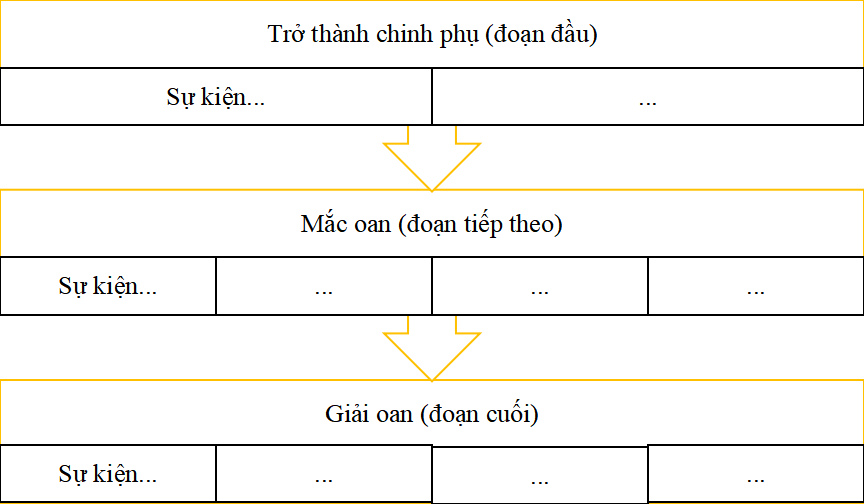 Trở thành chinh phụ (đoạn đầu)
Sự kiện... ...
Mắc oan (đoạn tiếp theo)
Sự kiện... ... ... ...
Giải oan (đoạn cuối)
Sự kiện... ... ... ...